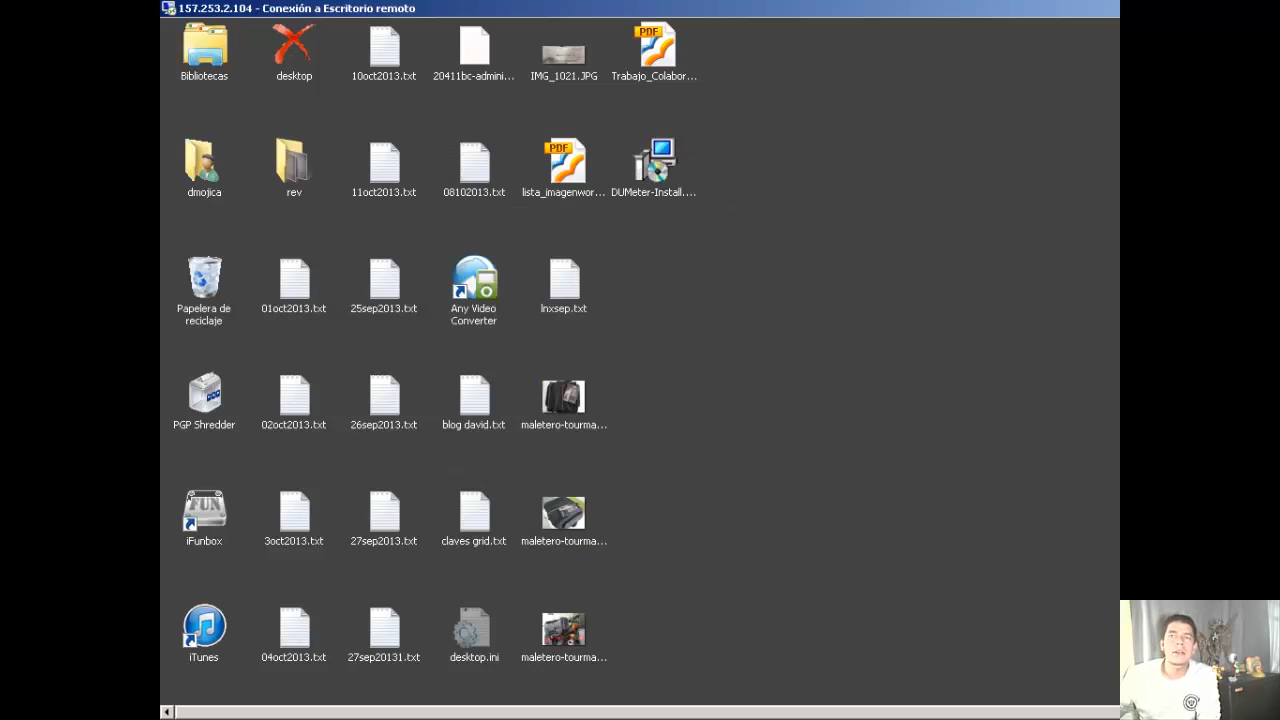 157.253.2.104 - Conexión a Escritorio remoto
Bibliotecas
desktop
10oct2013.txt
20411bc-admini...
IMG_1021.JPG
PDF
Trabajo_Colabor...
dmojica
rev
11oct2013.txt
08102013.txt
PDF
lista_imagenwor...
DUMeter-Install....
Papelera de
reciclaje
01oct2013.txt
25sep2013.txt
Any Video
Converter
lnxsep.txt
PGP Shredder
02oct2013.txt
26sep2013.txt
blog david.txt
maletero-tourma...
FUN
iFunbox
3oct2013.txt
27sep2013.txt
claves grid.txt
maletero-tourma...
iTunes
04oct2013.txt
27sep20131.txt
desktop.ini
maletero-tourma...